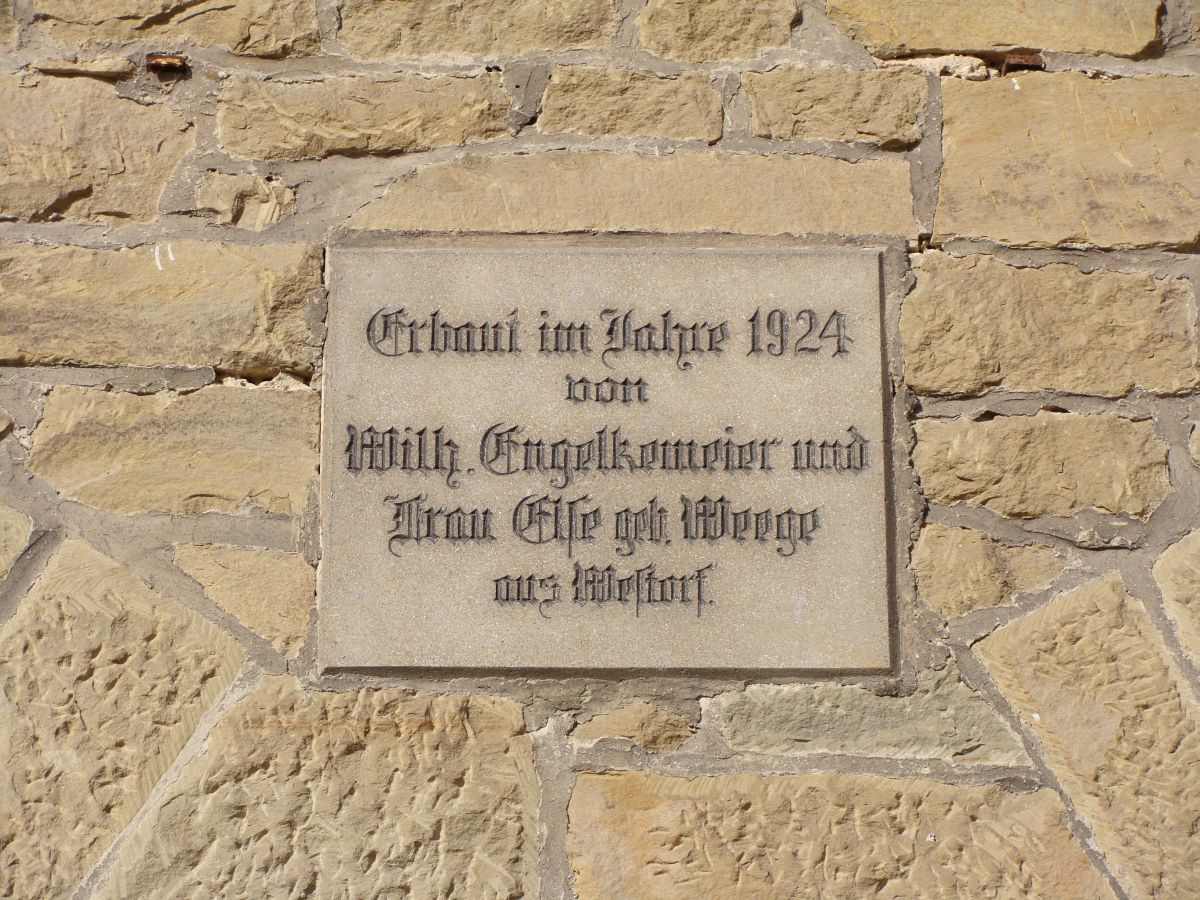 Erbaut im Jahre 1924
von
Wilh. Engelkemeier und
Frau Else geb. Weege
aus Westorf.